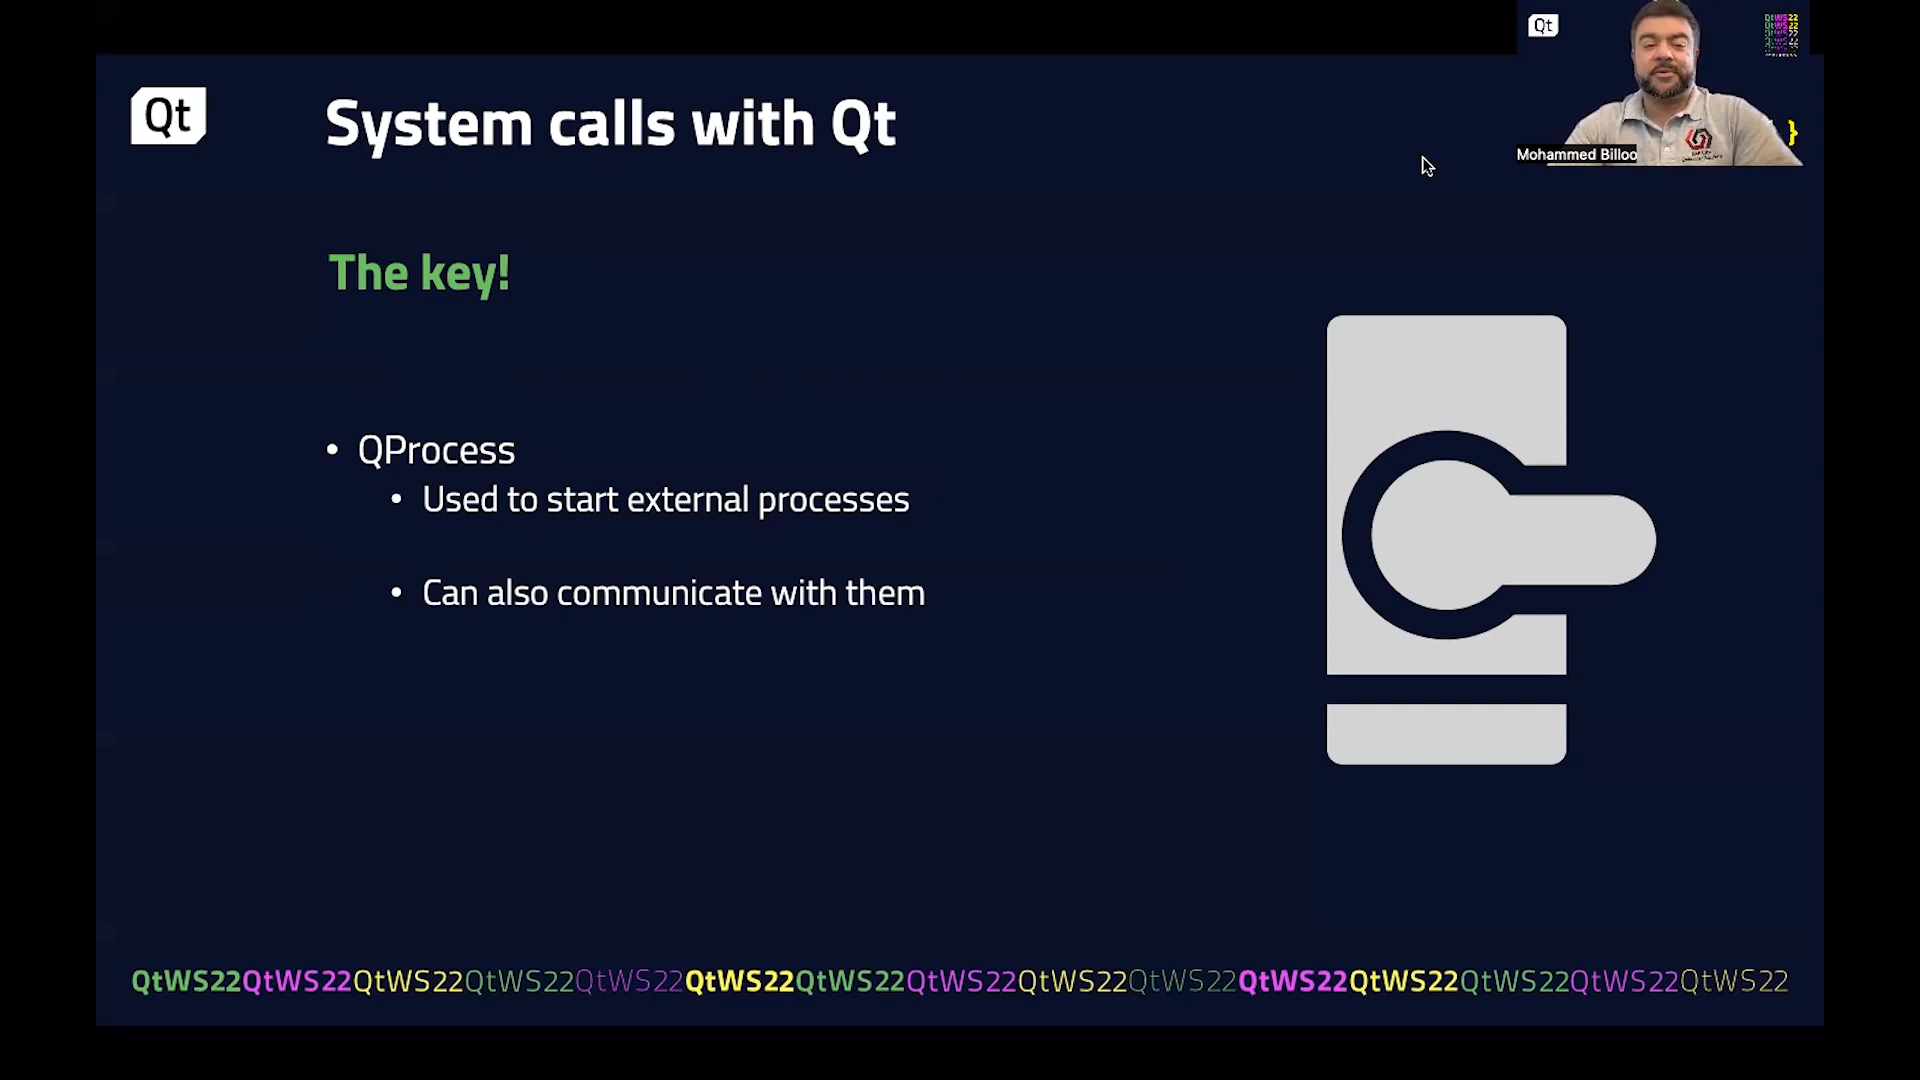 Qt
Qt
System calls with Qt
Mohammed Billoo
}
The key!
• QProcess
• Used to start external processes
• Can also communicate with them
QtWS22QtWS22QtWS22QtWS22QtWS22QtWS22QtWS22QtWS22QtWS22QtWS22QtWS22QtWS22QtWS22QtWS22QtWS22